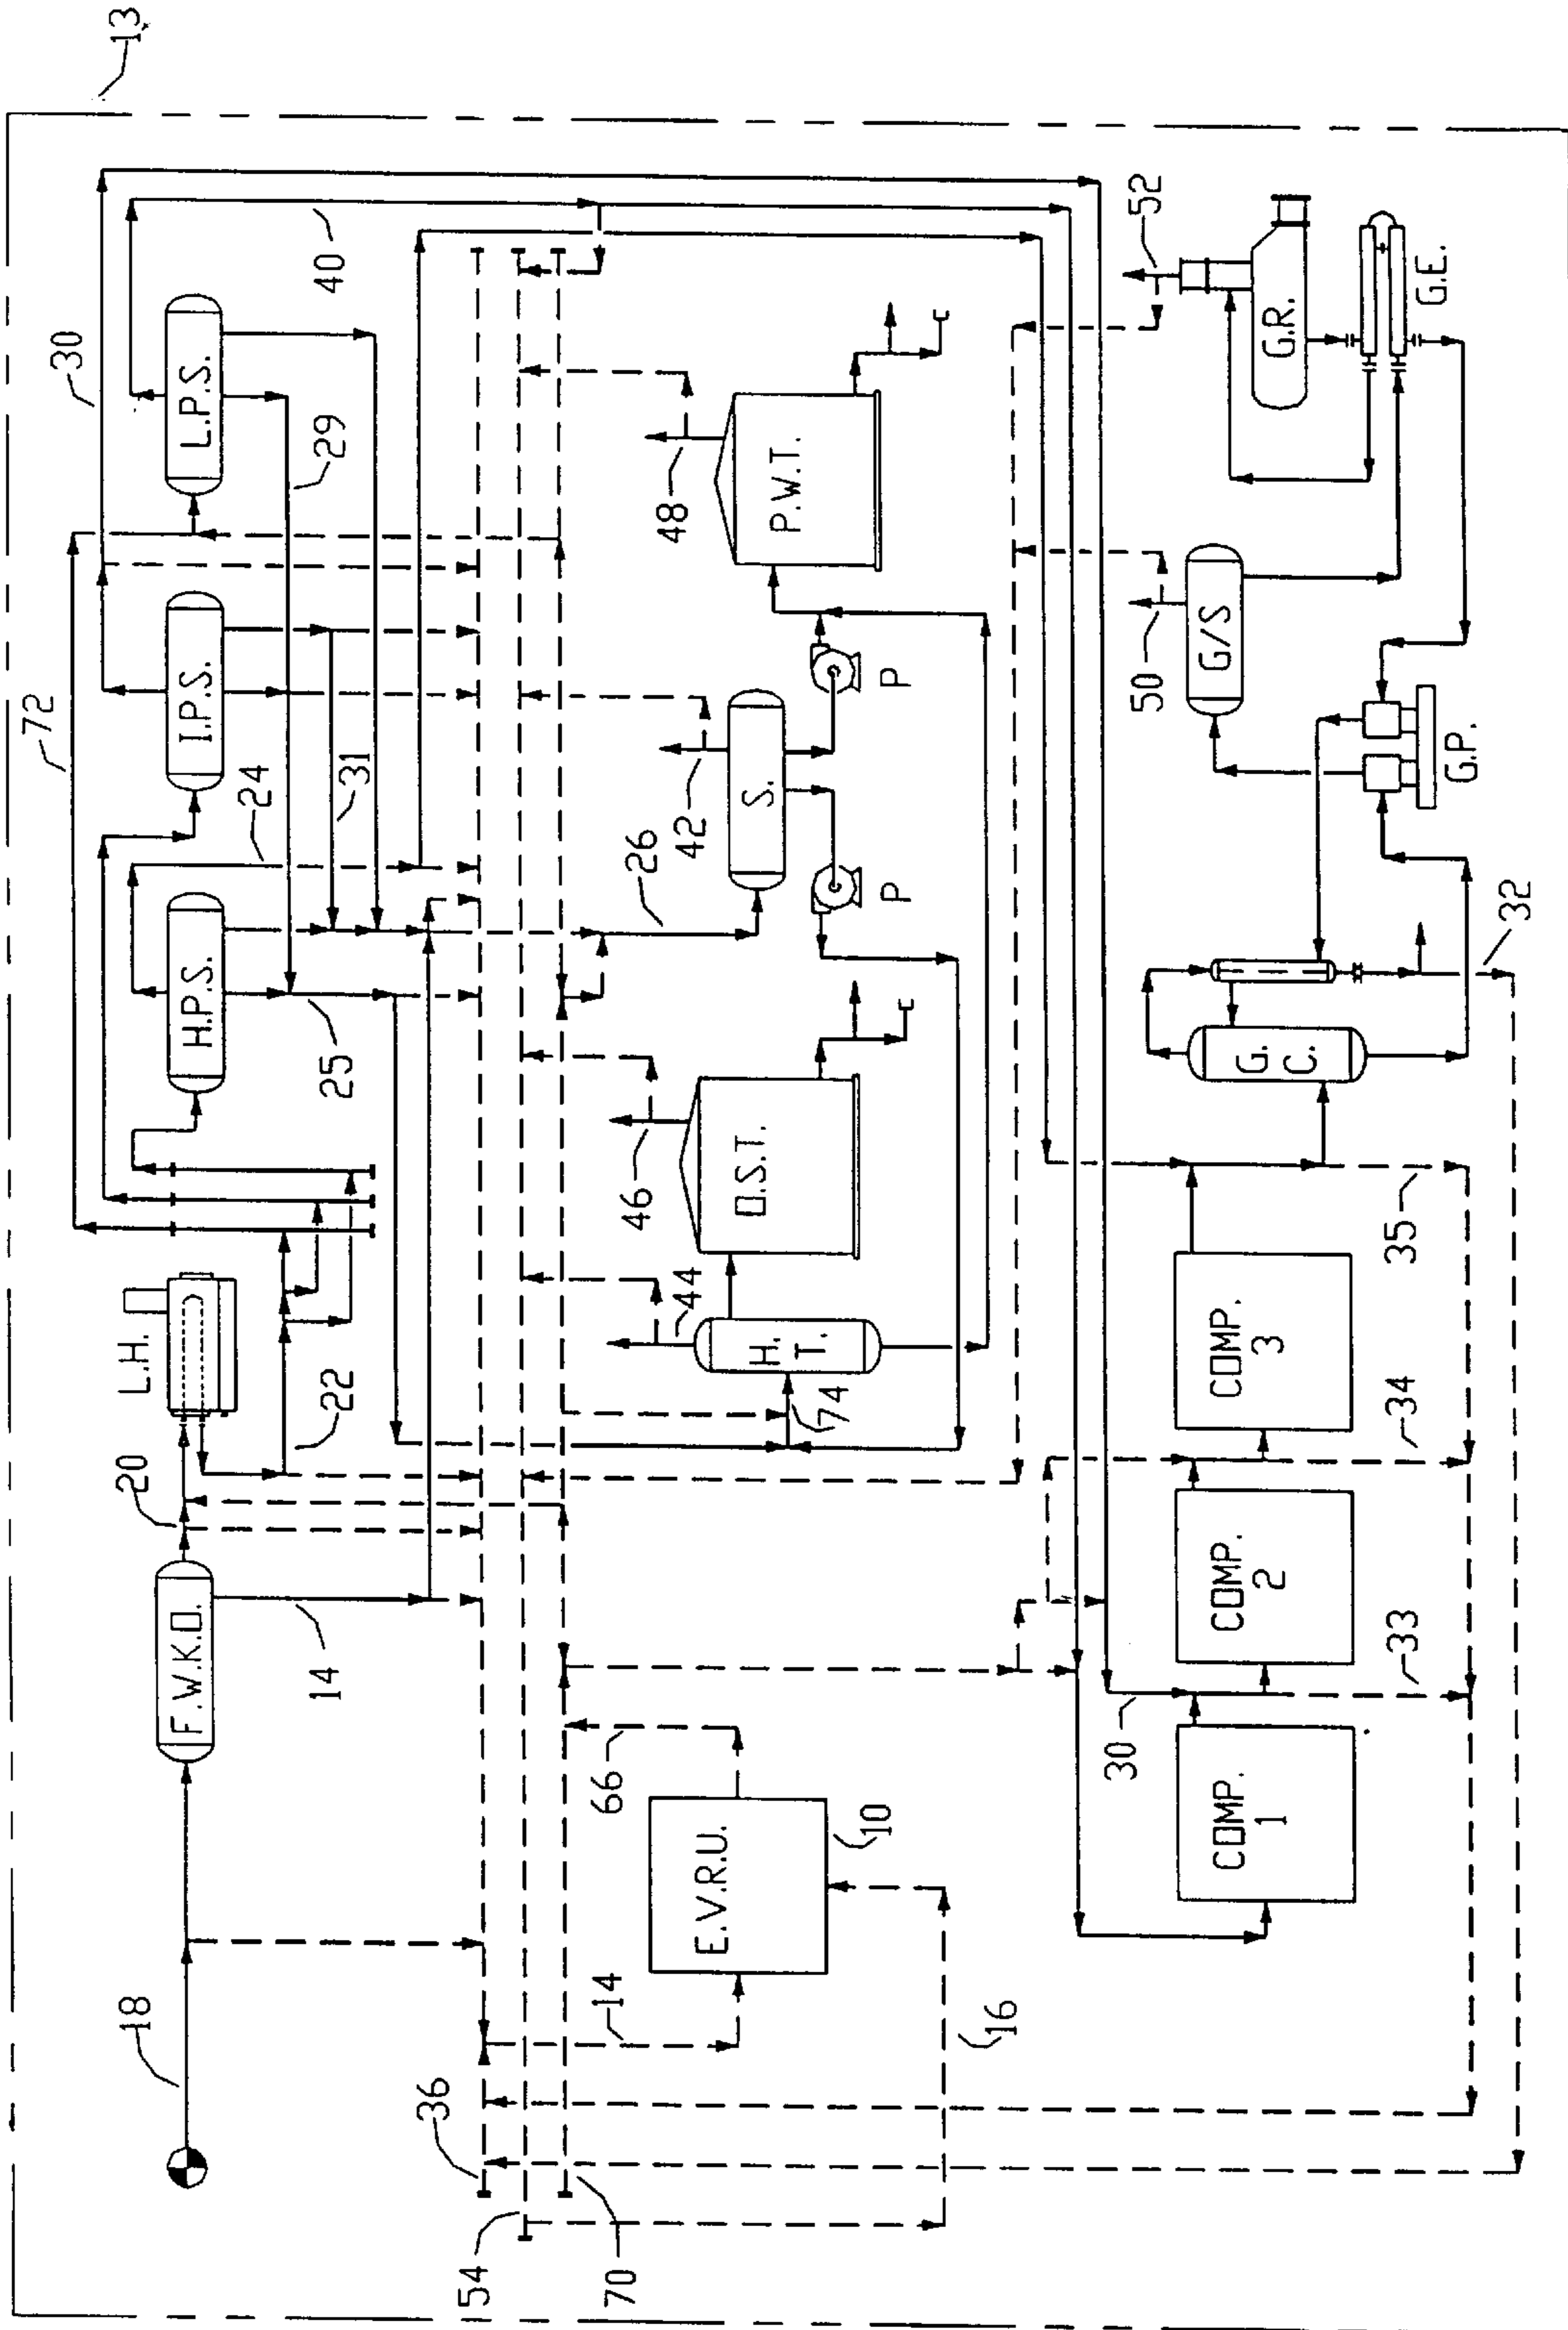 13
72
30
L.P.S.
40
29
I.P.S.
24
31
H.P.S.
25
L.H.
22
20
F.W.K.O.
14
18
48
P.W.T.
P
42
S.
P
26
46
O.S.T.
44
H.
T.
74
66
E.V.R.U.
10
14
16
36
54
70
52
G.R.
G.E.
50
G/S
G.P.
32
G.
C.
35
COMP.
3
34
COMP.
2
33
30
COMP.
1